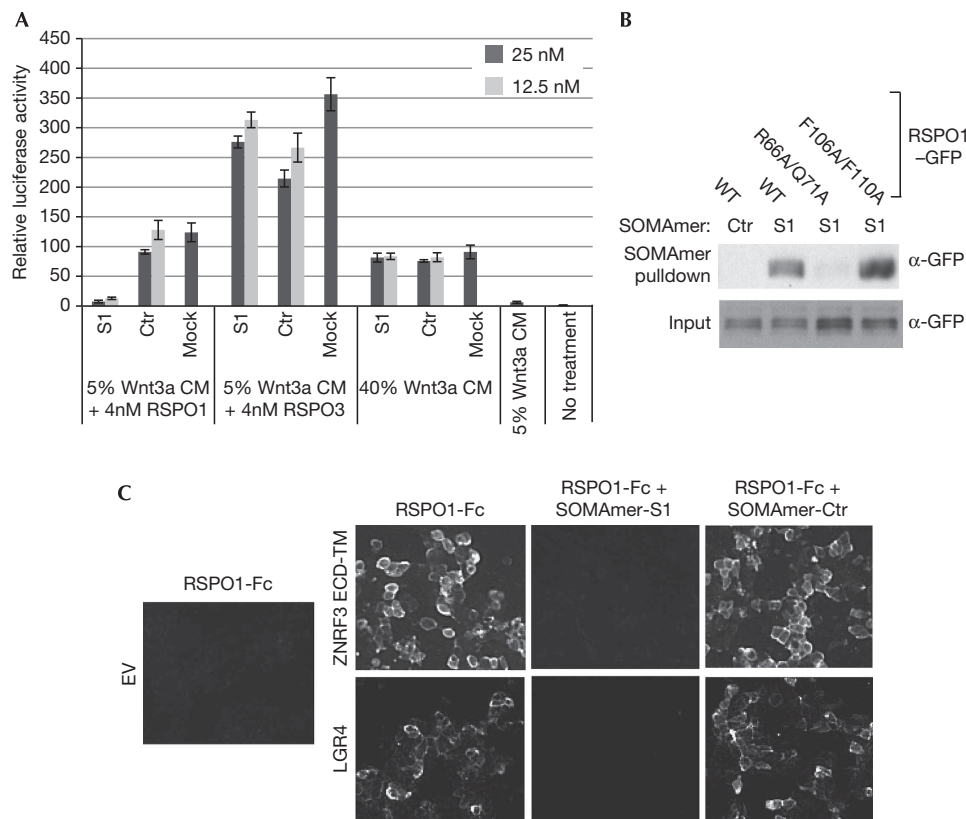 A
450
400
350
300
250
200
150
100
50
0
Relative luciferase activity
25 nM
12.5 nM
S1
Ctr
Mock
S1
Ctr
Mock
S1
Ctr
Mock
5% Wnt3a CM
+ 4nM RSPO1
5% Wnt3a CM
+ 4nM RSPO3
40% Wnt3a CM
5% Wnt3a CM
No treatment
B
WT
WT
R66A/Q71A
F106A/F110A
RSPO1
–GFP
SOMAmer: Ctr S1 S1 S1
SOMAmer
pulldown
α-GFP
Input
α-GFP
C
RSPO1-Fc
EV
RSPO1-Fc
RSPO1-Fc +
SOMAmer-S1
RSPO1-Fc +
SOMAmer-Ctr
ZNRF3 ECD-TM
LGR4